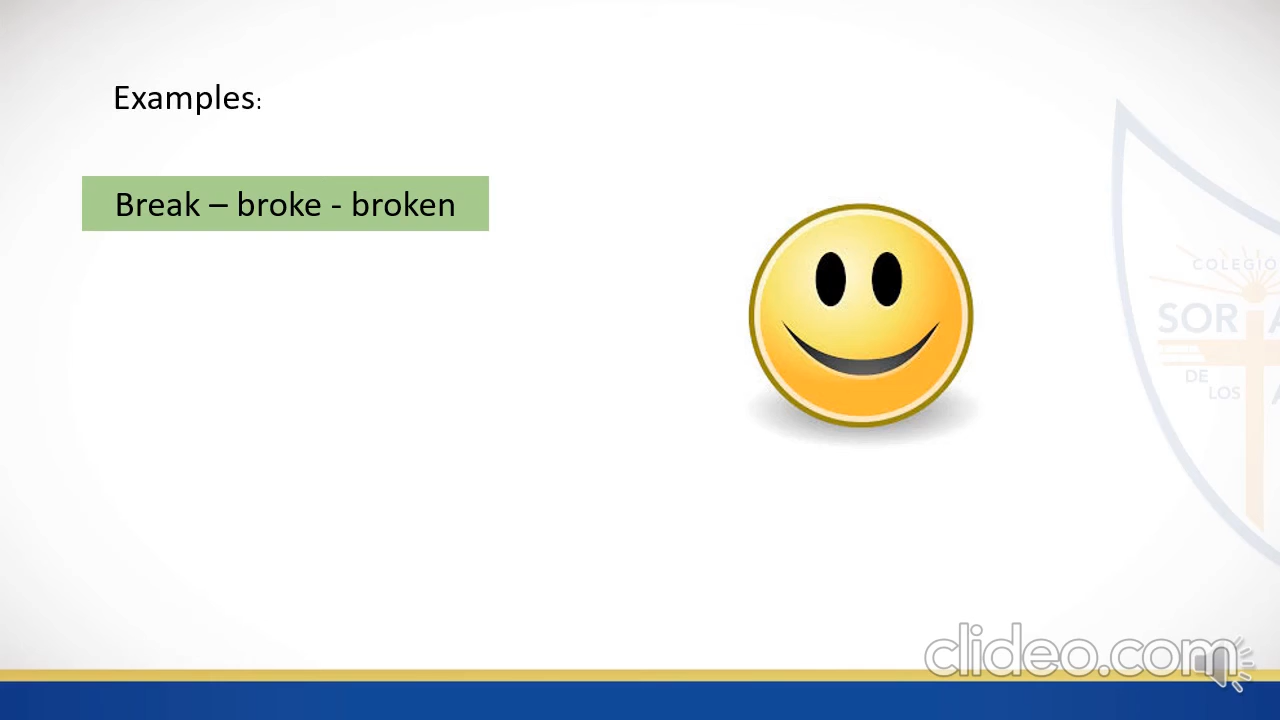 Examples:
Break – broke - broken
COLEGIO
SOR
DE
LOS
clideo.com